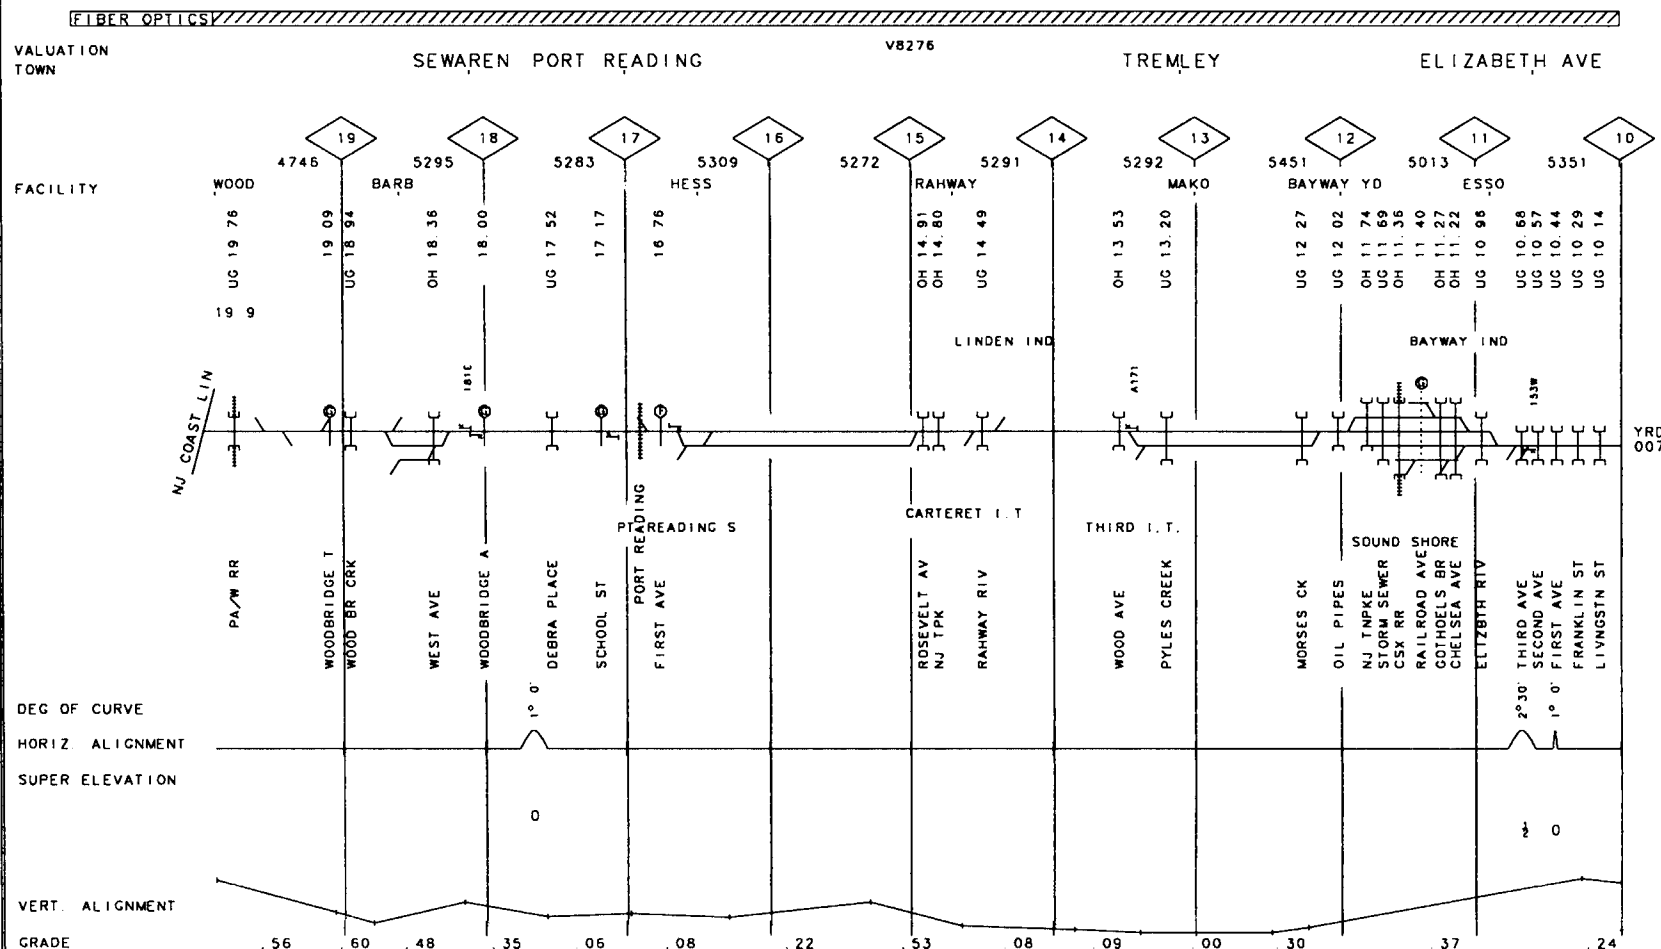 FIBER OPTICS
VALUATION V8276
TOWN SEWAREN PORT READING TREMLEY ELIZABETH AVE
19 18 17 16 15 14 13 12 11 10
4746 5295 5283 5309 5272 5291 5292 5451 5013 5351
FACILITY WOOD BARB HESS RAHWAY MAKO BAYWAY YD ESSO
UG 19 76
19 09
UG 18 94
OH 18.36
18.00
UG 17 52
17 17
16 76
OH 14.91
OH 14.80
UG 14 49
OH 13 53
UG 13.20
UG 12 27
UG 12 02
OH 11 74
UG 11 69
OH 11.36
11 40
OH 11.27
OH 11.22
UG 10 98
UG 10.68
UG 10 57
UG 10.44
UG 10 29
UG 10 14
19 9
LINDEN IND BAYWAY IND
NJ COAST LIN
181E
A171
153W
G G G F G
YRD
007
PT READING S
PORT READING
CARTERET I.T
THIRD I.T.
SOUND SHORE
PA/W RR
WOODBRIDGE T
WOOD BR CRK
WEST AVE
WOODBRIDGE A
DEBRA PLACE
SCHOOL ST
FIRST AVE
ROSEVELT AV
NJ TPK
RAHWAY RIV
WOOD AVE
PYLES CREEK
MORSES CK
OIL PIPES
NJ TNPKE
STORM SEWER
CSX RR
RAILROAD AVE
GOTHOELS BR
CHELSEA AVE
ELIZBTH RIV
THIRD AVE
SECOND AVE
FIRST AVE
FRANKLIN ST
LIVNGSTN ST
DEG OF CURVE 1° 0' 2°30' 1° 0'
HORIZ. ALIGNMENT
SUPER ELEVATION
0 ½ 0
VERT. ALIGNMENT
GRADE .56 .60 .48 .35 .06 .08 .22 .53 .08 .09 .00 .30 .37 .24